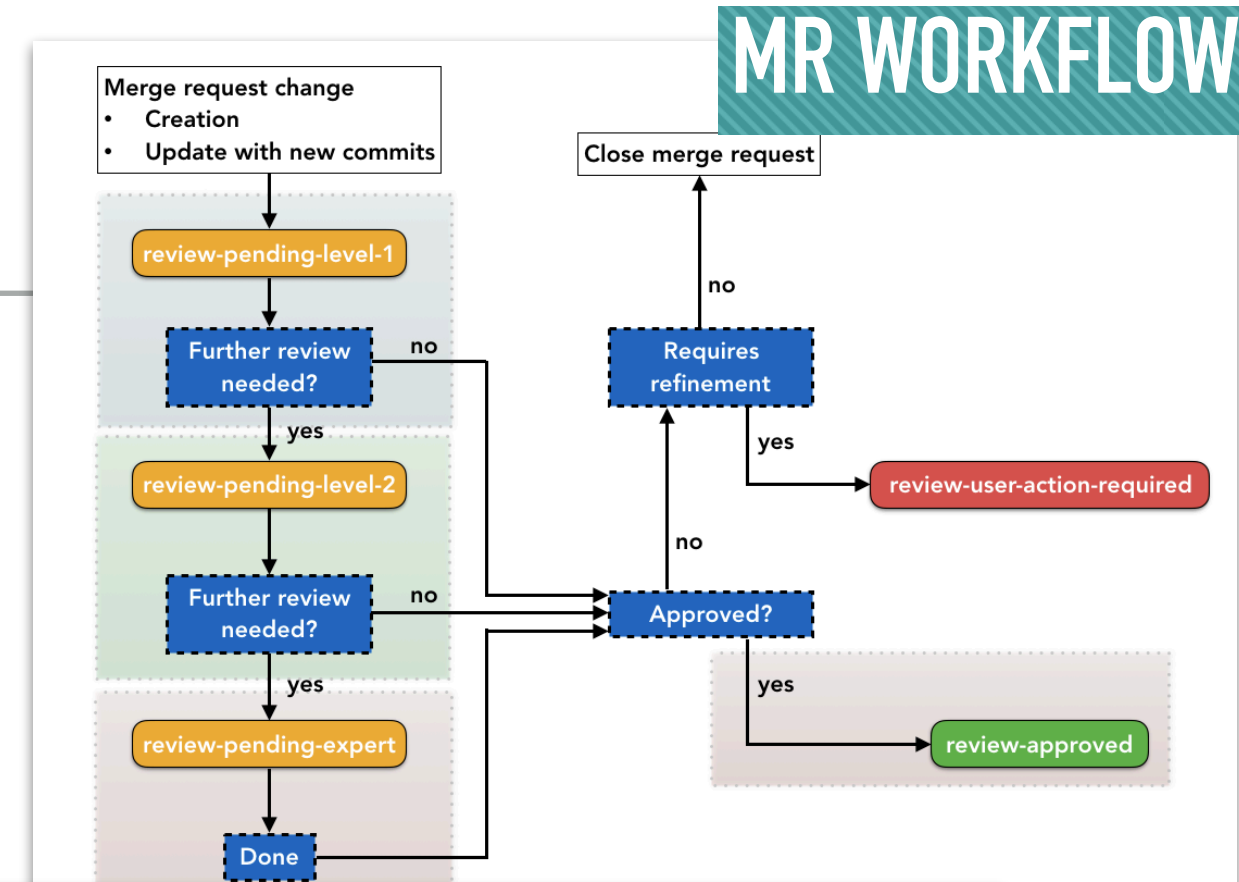 MR WORKFLOW
Merge request change
• Creation
• Update with new commits
Close merge request
review-pending-level-1
no
Further review
needed?
no
Requires
refinement
yes
yes
review-pending-level-2
review-user-action-required
no
Further review
needed?
no
Approved?
yes
yes
review-pending-expert
review-approved
Done